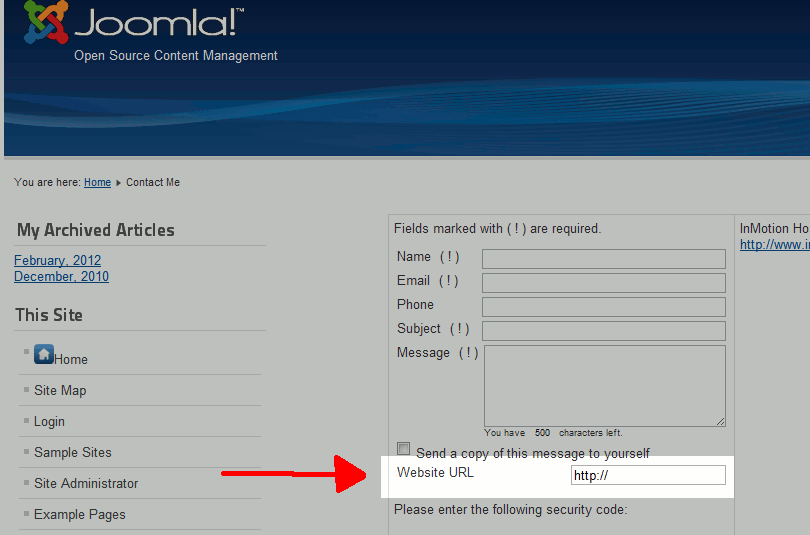 Joomla!™
Open Source Content Management
You are here: Home Contact Me
My Archived Articles
February, 2012
December, 2010
This Site
Home
Site Map
Login
Sample Sites
Site Administrator
Example Pages
Fields marked with ( ! ) are required.
Name ( ! )
Email ( ! )
Phone
Subject ( ! )
Message ( ! )
You have 500 characters left.
Send a copy of this message to yourself
Website URL http://
Please enter the following security code:
InMotion Ho
http://www.i